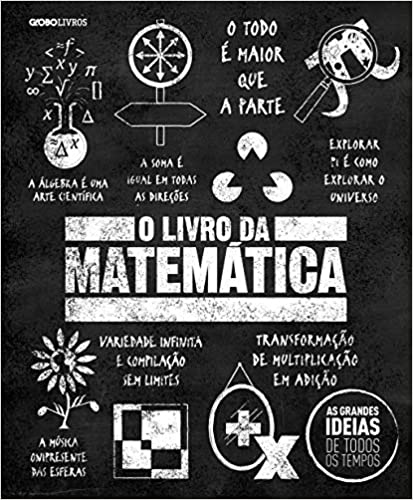 GLOBOLIVROS
<=/≈/>
O TODO
É MAIOR
QUE
A PARTE
A ÁLGEBRA É UMA
ARTE CIENTÍFICA
A SOMA É
IGUAL EM TODAS
AS DIREÇÕES
EXPLORAR
PI É COMO
EXPLORAR O
UNIVERSO
O LIVRO DA
MATEMÁTICA
VARIEDADE INFINITA
E COMPILAÇÃO
SEM LIMITES
TRANSFORMAÇÃO
DE MULTIPLICAÇÃO
EM ADIÇÃO
A MÚSICA
ONIPRESENTE
DAS ESFERAS
AS GRANDES
IDEIAS
DE TODOS
OS TEMPOS